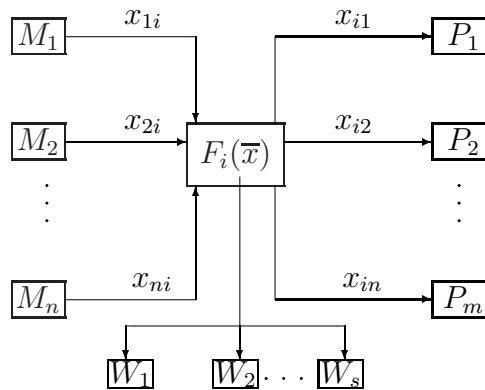 x_{1i} x_{i1}
M_1 P_1
x_{2i} x_{i2}
M_2 F_i(\overline{x}) P_2
. .
. .
. .
x_{ni} x_{in}
M_n P_m
W_1 W_2 . . . W_s